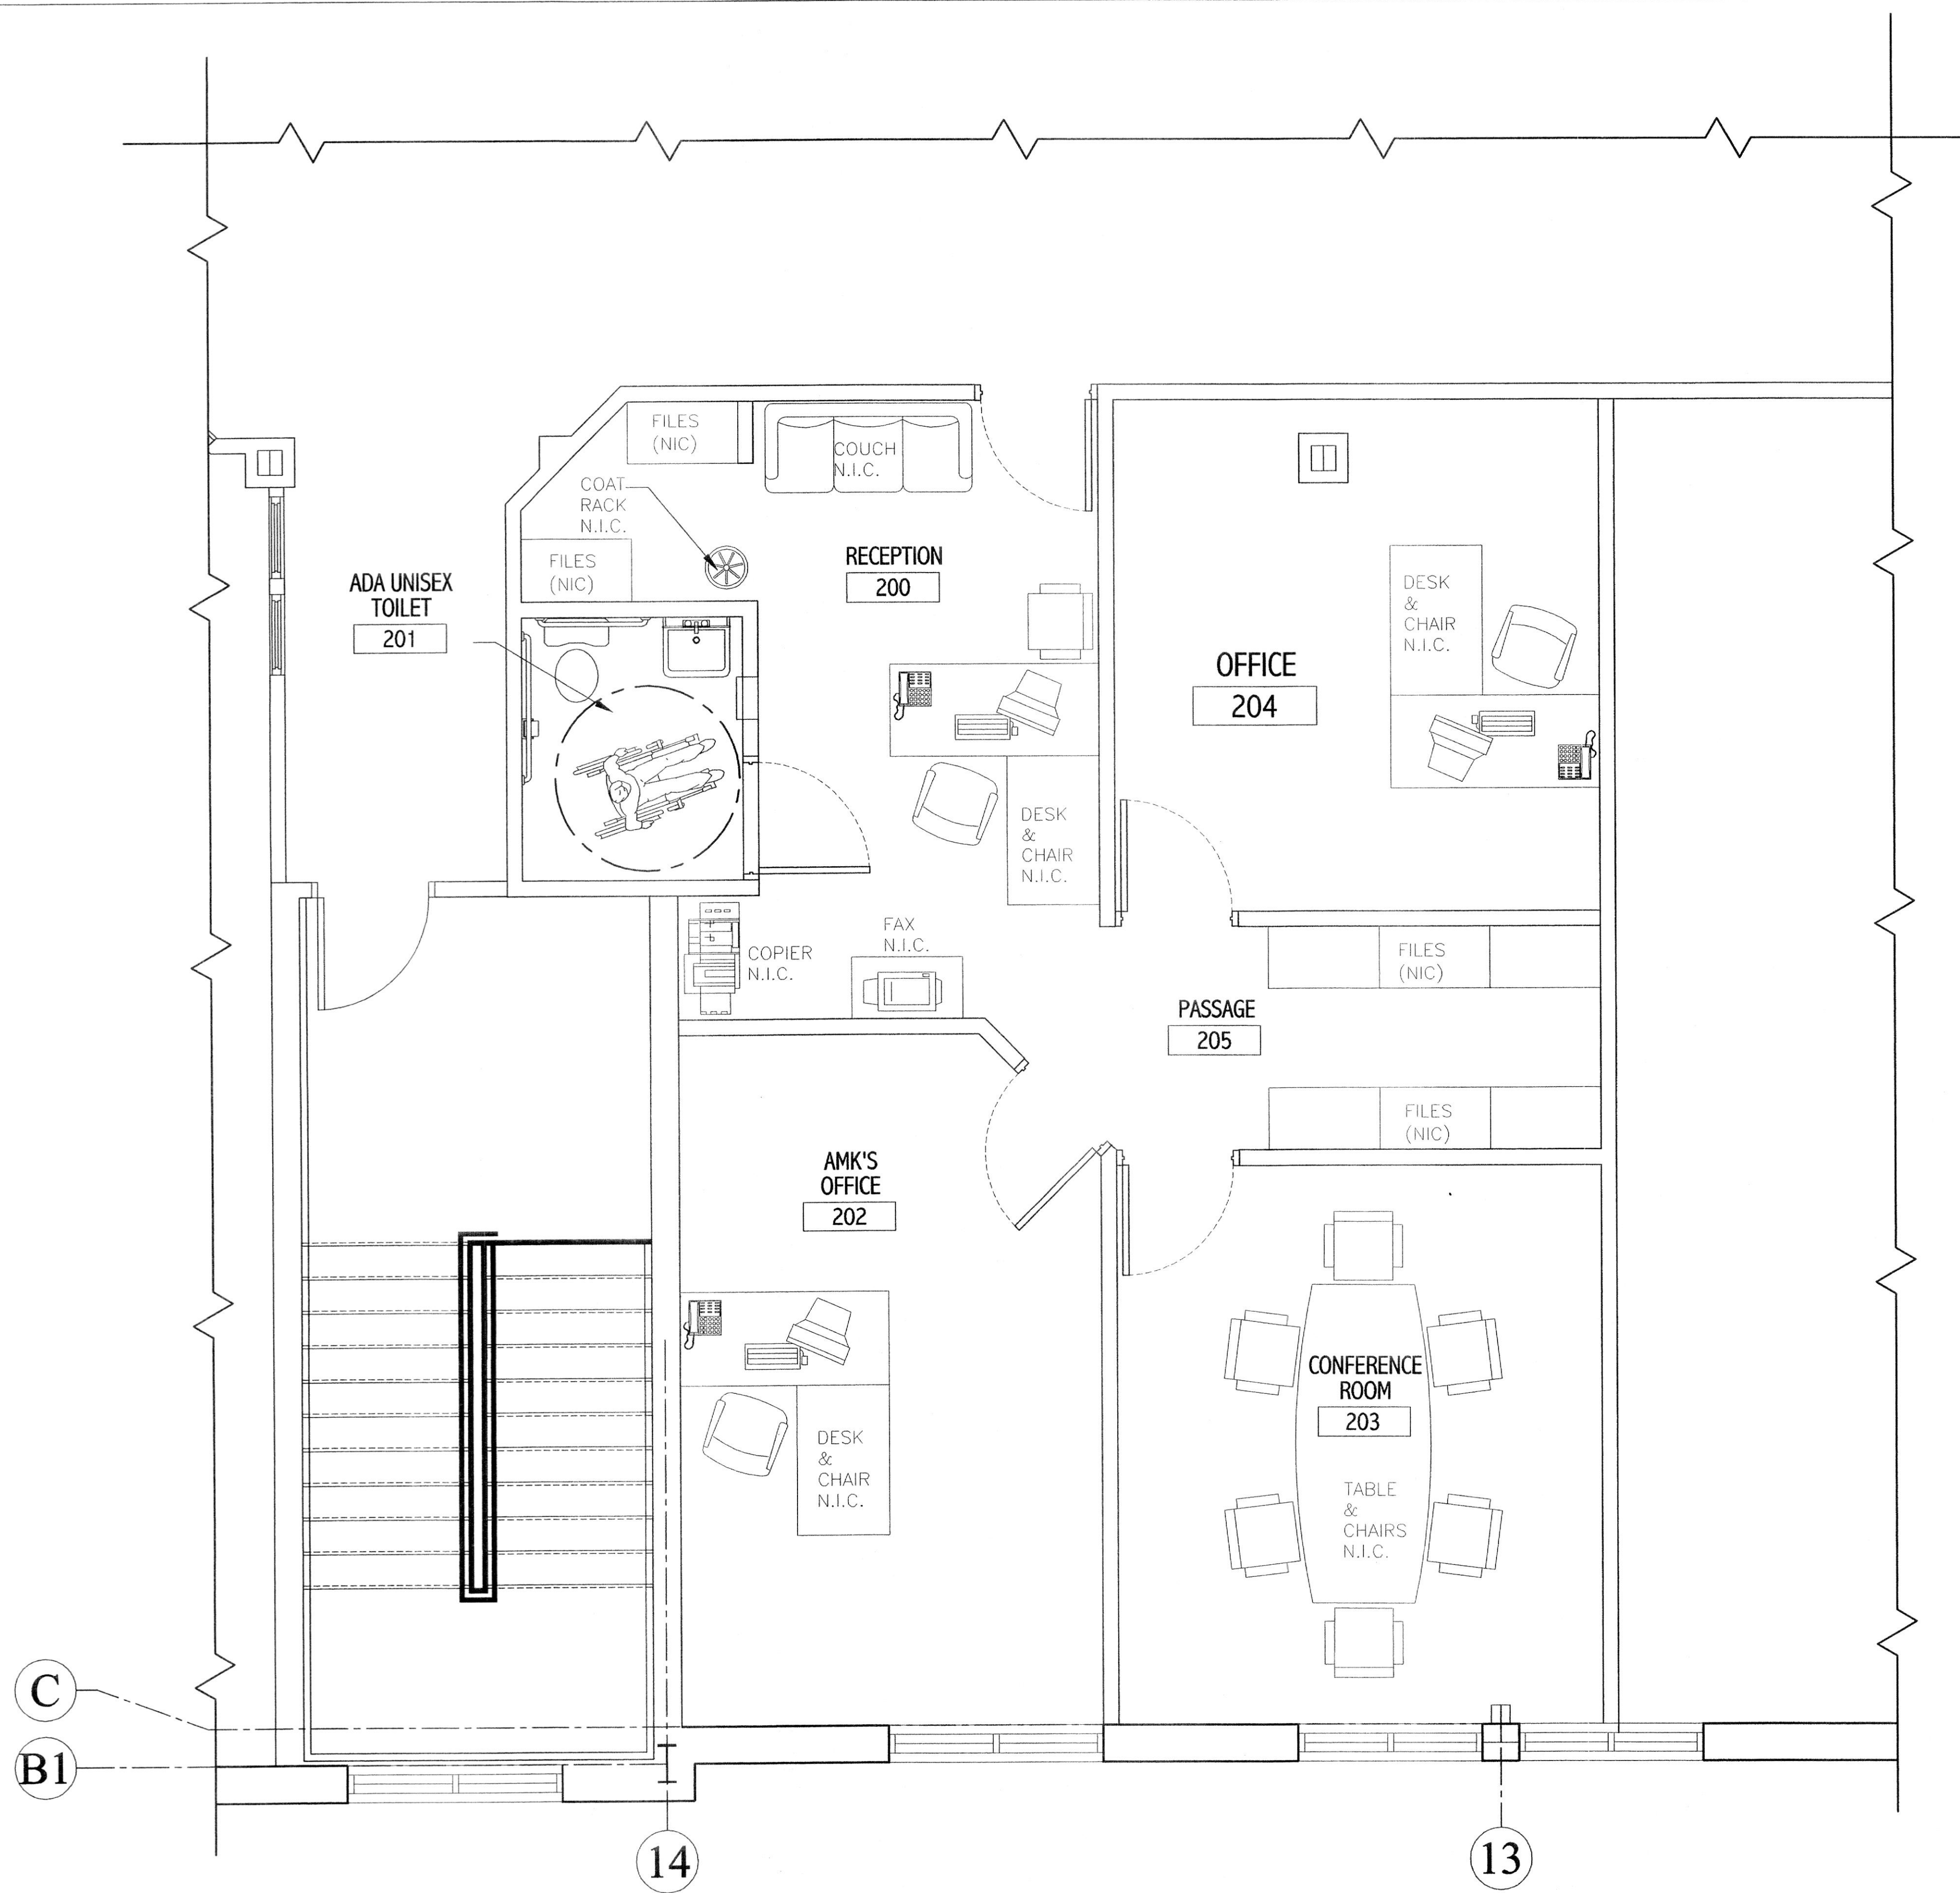 FILES
(NIC)
COUCH
N.I.C.
COAT
RACK
N.I.C.
FILES
(NIC)
RECEPTION
200
ADA UNISEX
TOILET
201
DESK
&
CHAIR
N.I.C.
OFFICE
204
DESK
&
CHAIR
N.I.C.
FAX
N.I.C.
COPIER
N.I.C.
FILES
(NIC)
PASSAGE
205
FILES
(NIC)
AMK'S
OFFICE
202
CONFERENCE
ROOM
203
DESK
&
CHAIR
N.I.C.
TABLE
&
CHAIRS
N.I.C.
C
B1
14
13